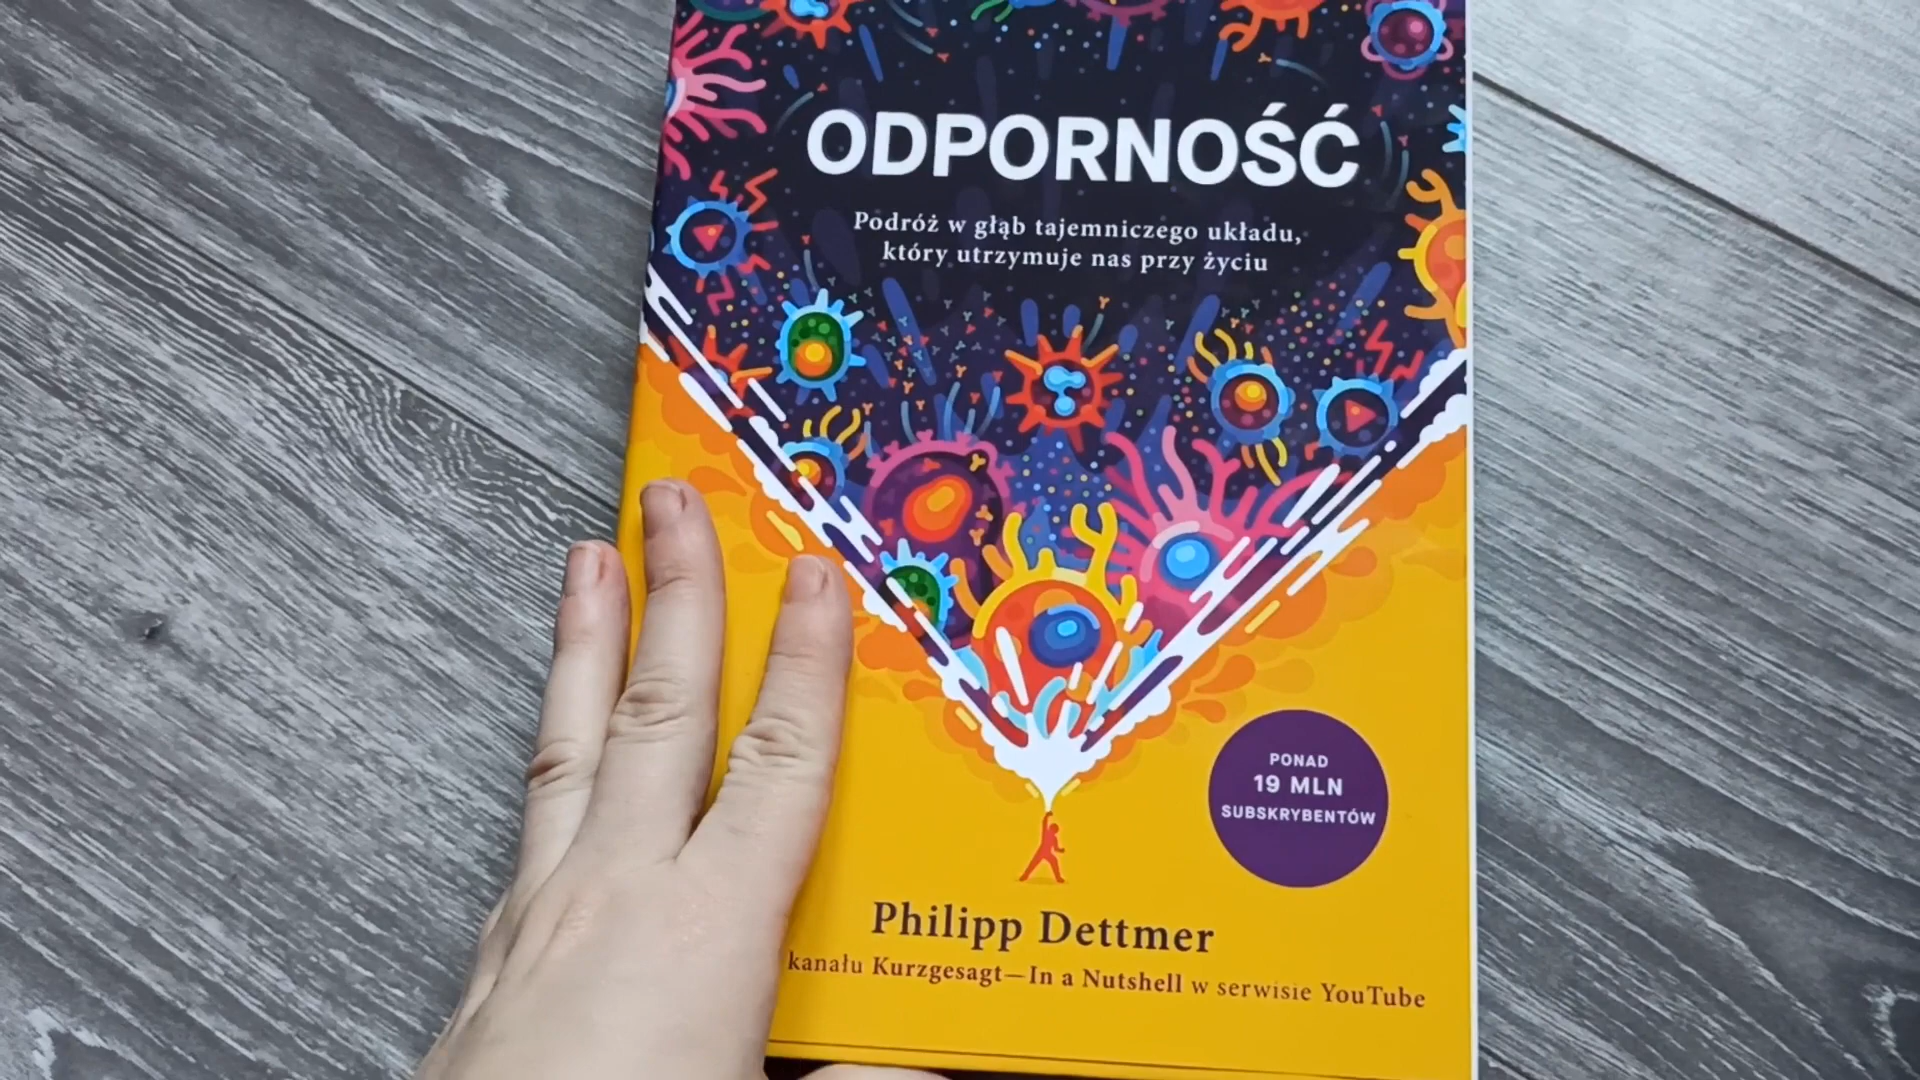 ODPORNOŚĆ
Podróż w głąb tajemniczego układu,
który utrzymuje nas przy życiu
PONAD
19 MLN
SUBSKRYBENTÓW
Philipp Dettmer
kanału Kurzgesagt—In a Nutshell w serwisie YouTube